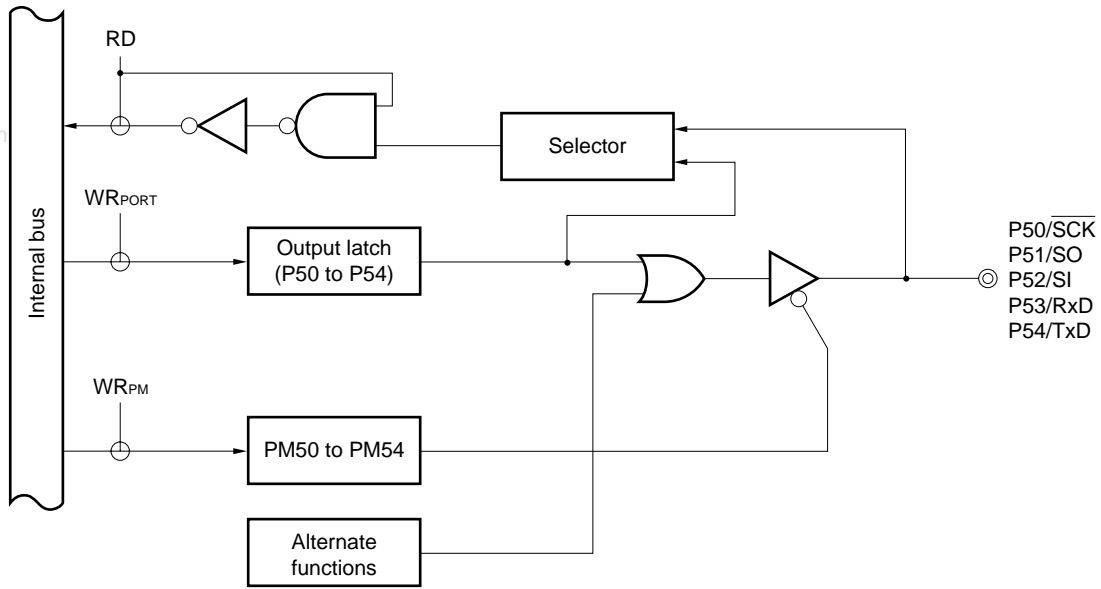 RD
Selector
WRPORT
Internal bus
Output latch
(P50 to P54)
P50/SCK
P51/SO
P52/SI
P53/RxD
P54/TxD
WRPM
PM50 to PM54
Alternate
functions